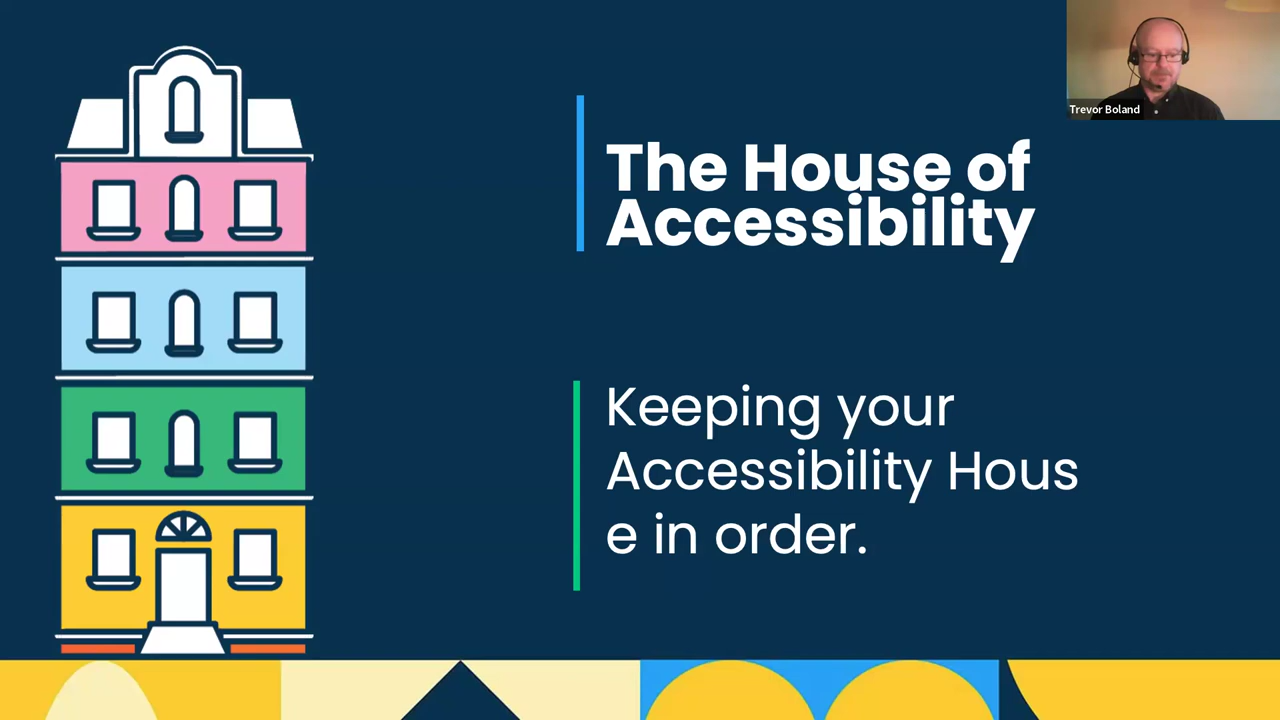 The House of
Accessibility
Keeping your
Accessibility Hous
e in order.
Trevor Boland